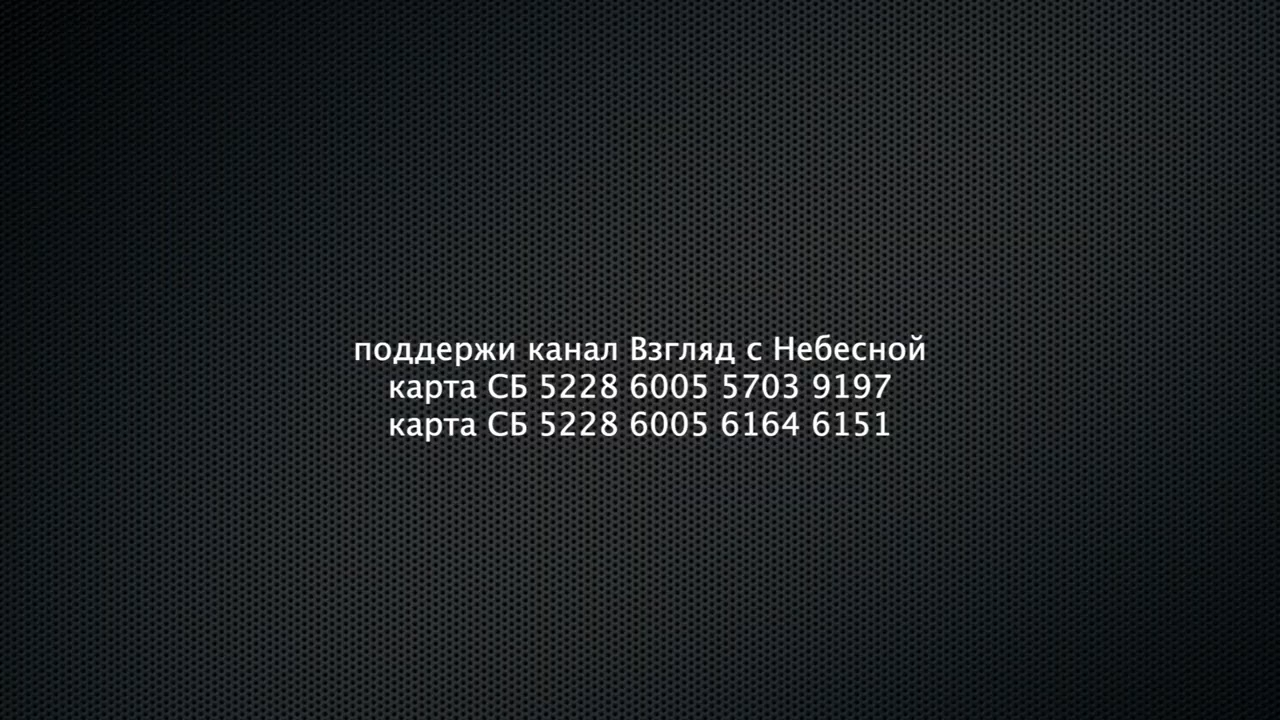 поддержи канал Взгляд с Небесной
карта СБ 5228 6005 5703 9197
карта СБ 5228 6005 6164 6151